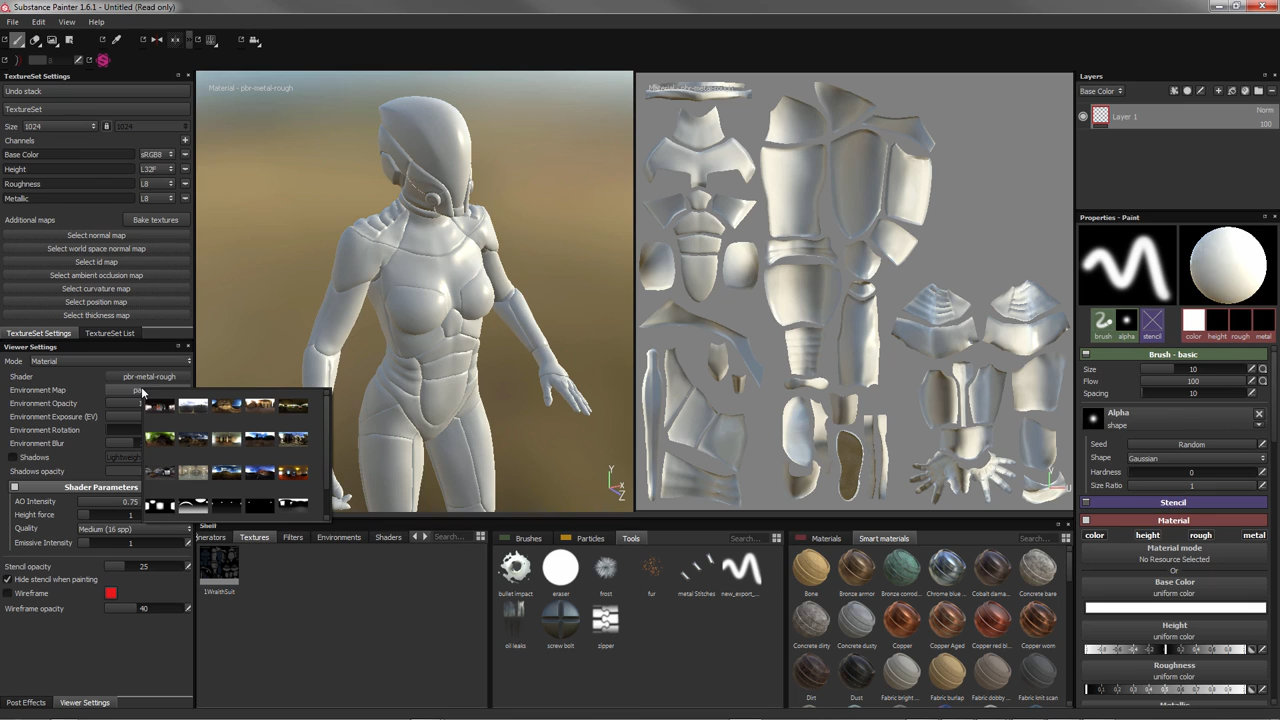 Substance Painter 1.6.1 - Untitled (Read only)
File Edit View Help
TextureSet Settings
Undo stack
TextureSet
Size 1024 1024
Channels
Base Color sRGB8
Height L32F
Roughness L8
Metallic L8
Additional maps Bake textures
Select normal map
Select world space normal map
Select id map
Select ambient occlusion map
Select curvature map
Select position map
Select thickness map
TextureSet Settings TextureSet List
Viewer Settings
Mode Material
Shader pbr-metal-rough
Environment Map
Environment Opacity
Environment Exposure (EV)
Environment Rotation
Environment Blur
Shadows Lightweigh
Shadows opacity
Shader Parameters
AO Intensity 0.75
Height force 1
Quality Medium (16 spp)
Emissive Intensity 1
Stencil opacity 25
Hide stencil when painting
Wireframe
Wireframe opacity 40
Post Effects Viewer Settings
Material - pbr-metal-rough
Y
X
Z
Material - pbr-metal-rough
Y
U
Shelf
nerators Textures Filters Environments Shaders Search...
1WraithSuit
Brushes Particles Tools Search...
bullet impact eraser frost fur metal Stitches new_export_...
oil leaks screw bolt zipper
Materials Smart materials Search...
Bone Bronze armor Bronze corrod... Chrome blue ... Cobalt dama... Concrete bare
Concrete dirty Concrete dusty Copper Copper Aged Copper red bl... Copper worn
Dirt Dust Fabric bright ... Fabric burlap Fabric dobby ... Fabric knit scan
Layers
Base Color
Layer 1 Norm
100
Properties - Paint
brush alpha stencil color height rough metal
Brush - basic
Size 10
Flow 100
Spacing 10
Alpha
shape
Seed Random
Shape Gaussian
Hardness 0
Size Ratio 1
Stencil
Material
color height rough metal
Material mode
No Resource Selected
Or
Base Color
uniform color
Height
uniform color
Roughness
uniform color